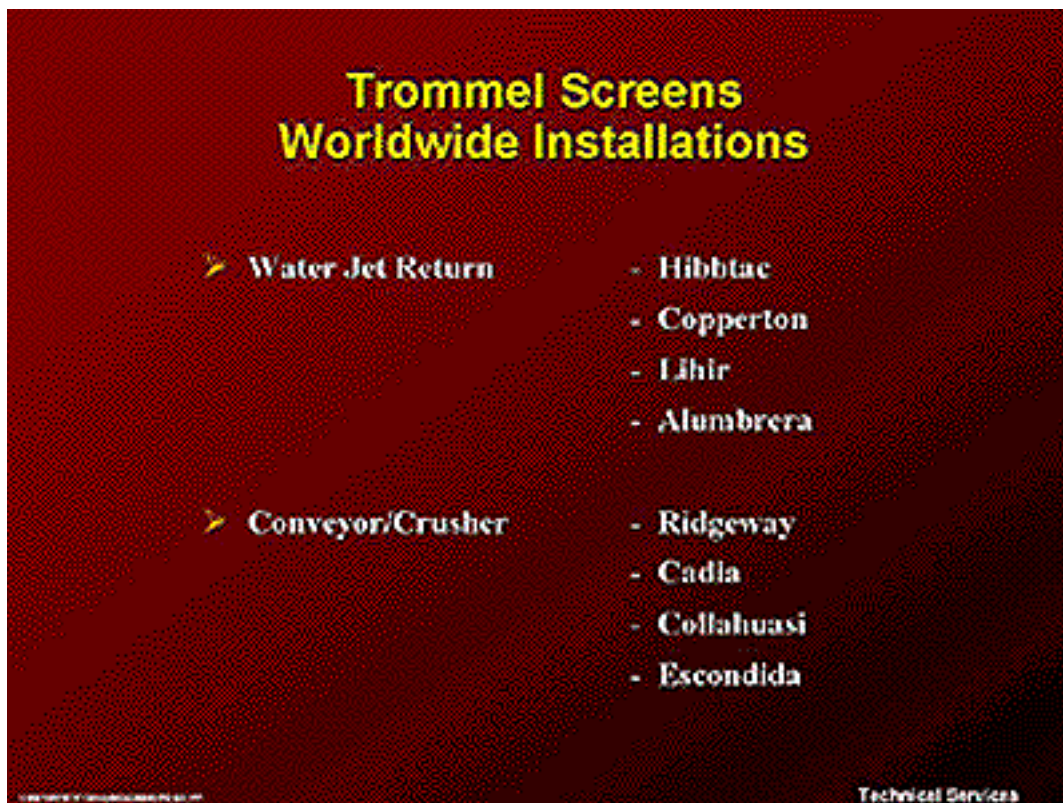 Trommel Screens
Worldwide Installations
➢ Water Jet Return - Hibbtac
- Copperton
- Lihir
- Alumbrera
➢ Conveyor/Crusher - Ridgeway
- Cadia
- Collahuasi
- Escondida
Technical Services